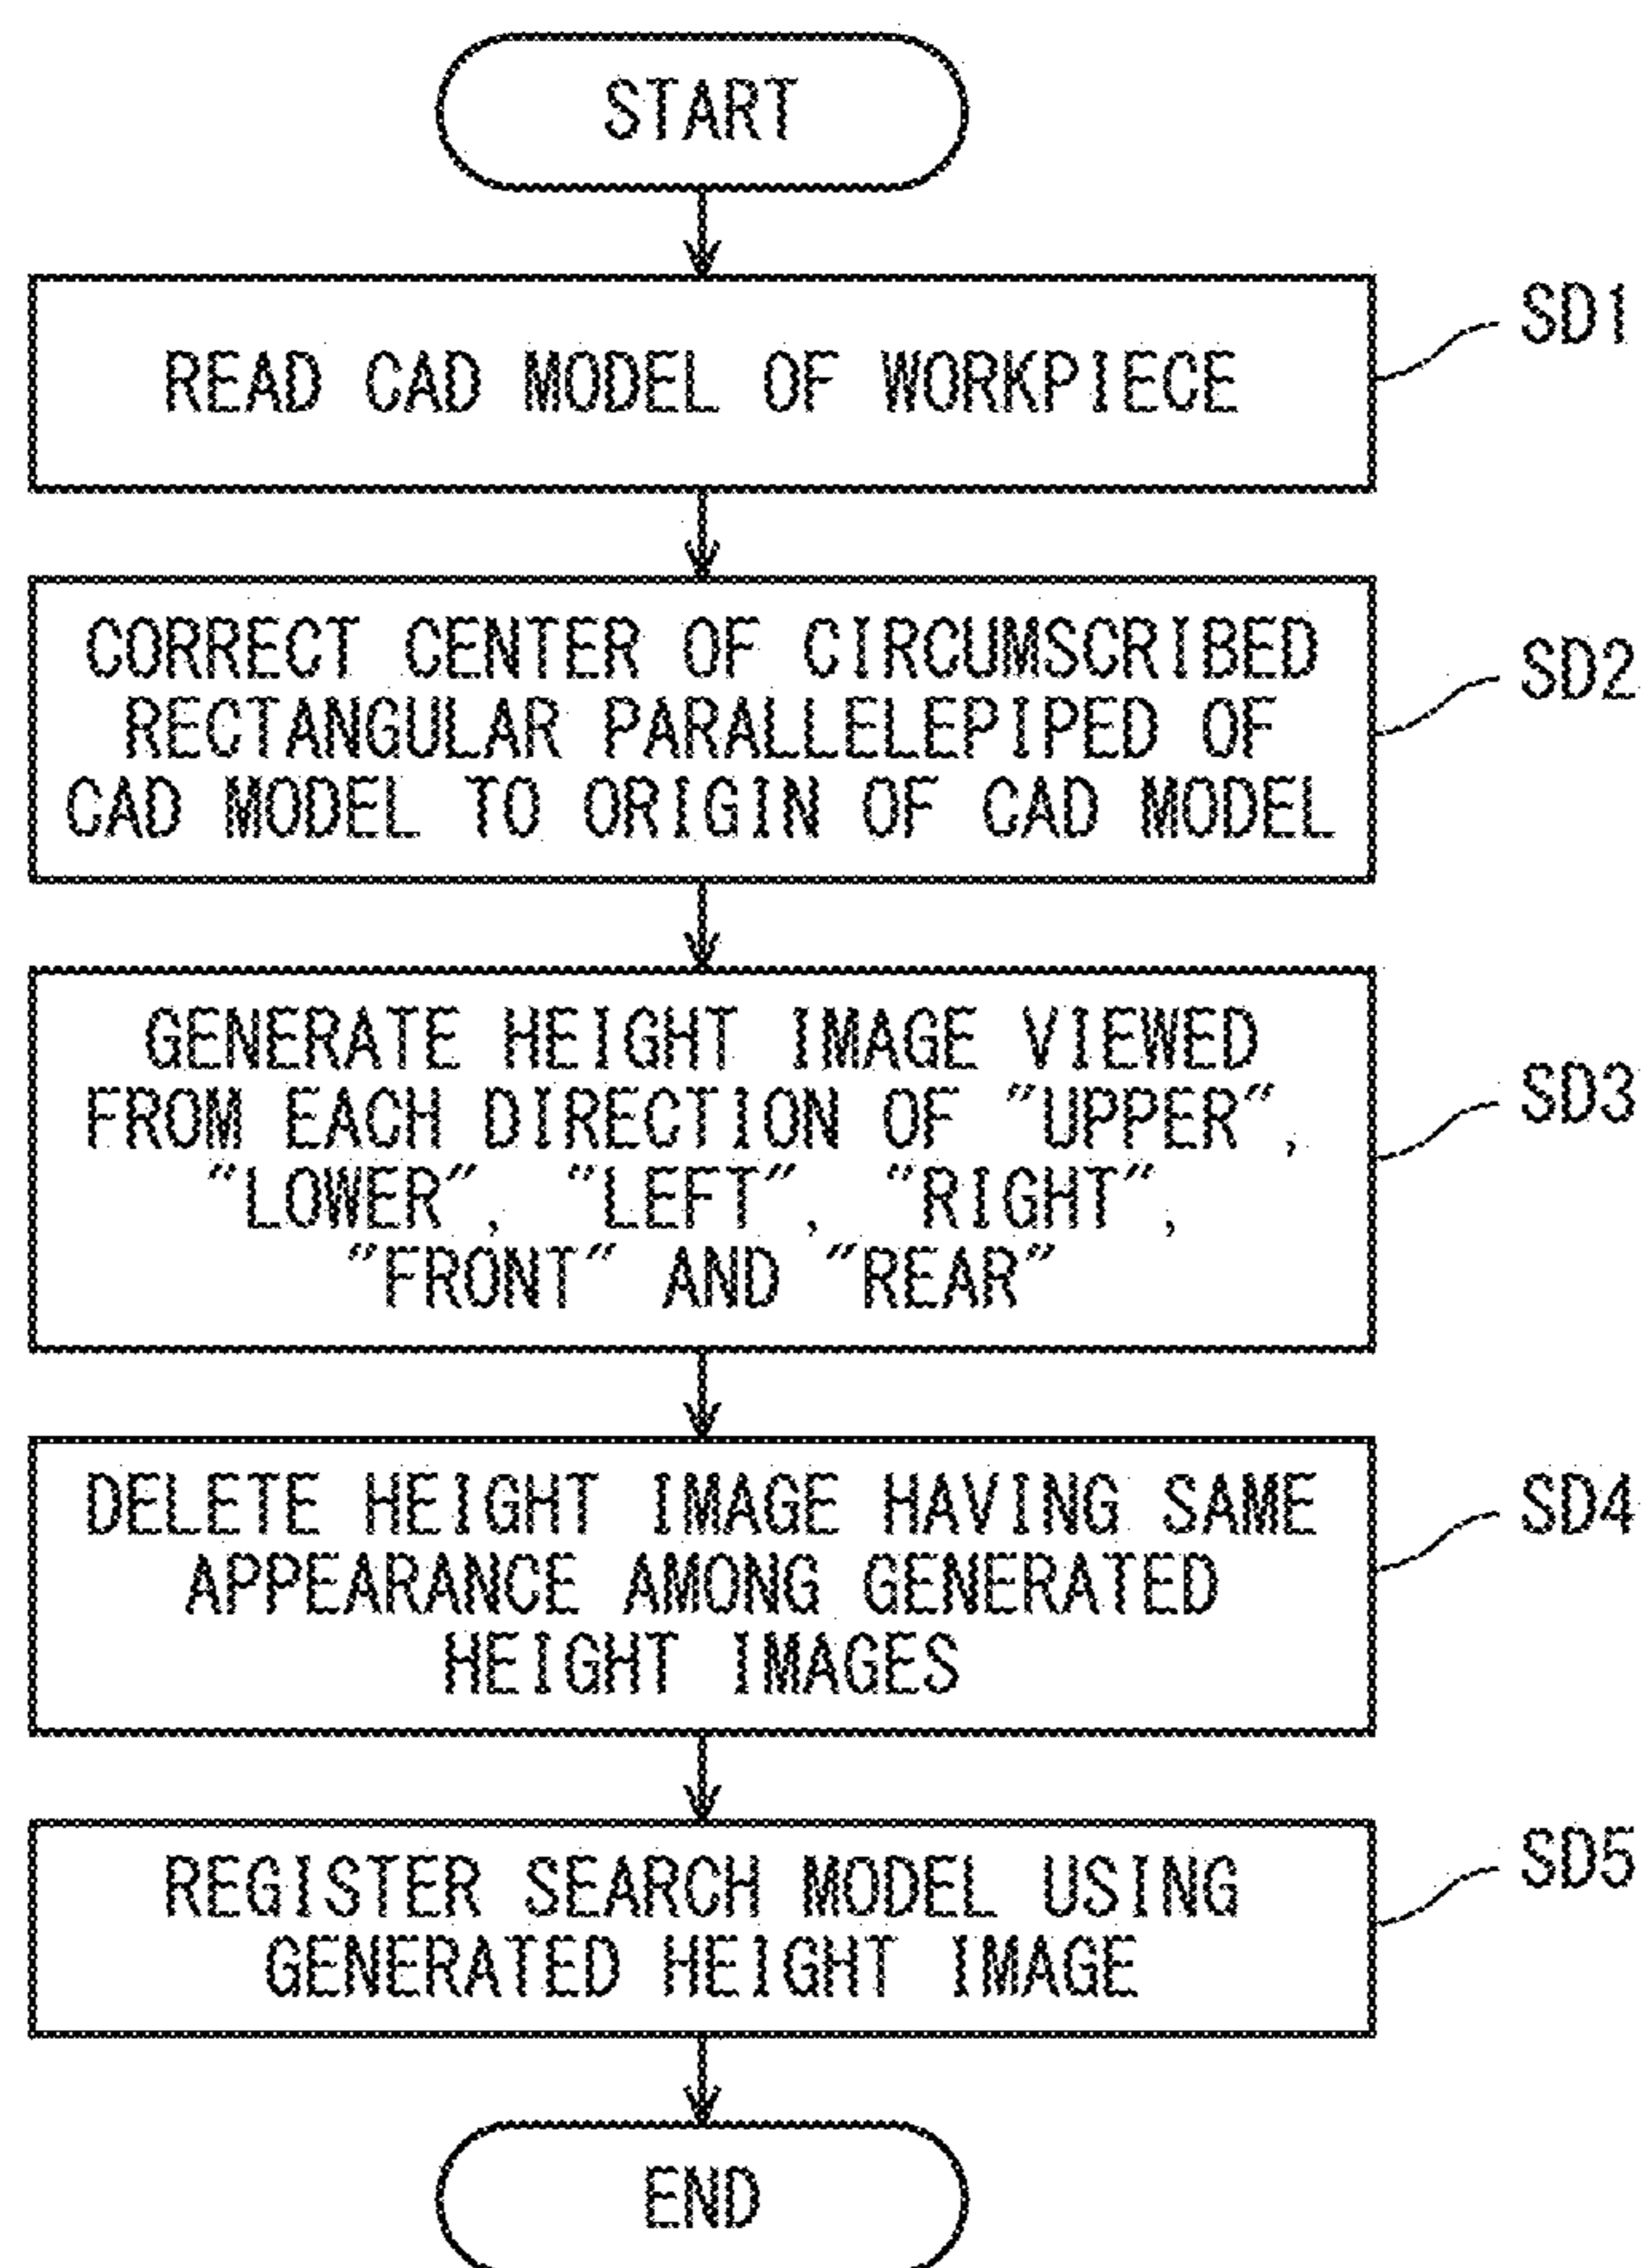 START
READ CAD MODEL OF WORKPIECE
SD1
CORRECT CENTER OF CIRCUMSCRIBED
RECTANGULAR PARALLELEPIPED OF
CAD MODEL TO ORIGIN OF CAD MODEL
SD2
GENERATE HEIGHT IMAGE VIEWED
FROM EACH DIRECTION OF "UPPER",
"LOWER", "LEFT", "RIGHT",
"FRONT" AND "REAR"
SD3
DELETE HEIGHT IMAGE HAVING SAME
APPEARANCE AMONG GENERATED
HEIGHT IMAGES
SD4
REGISTER SEARCH MODEL USING
GENERATED HEIGHT IMAGE
SD5
END